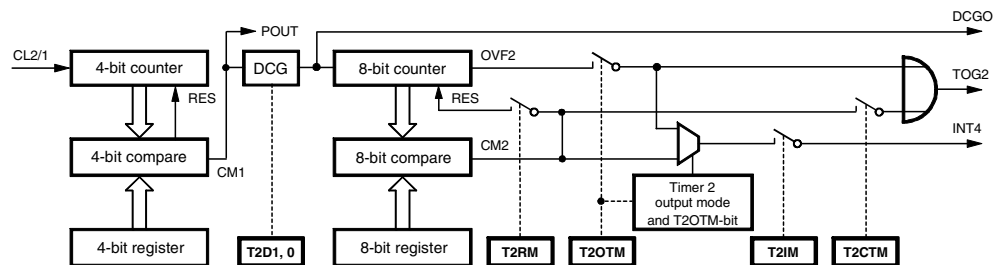 DCGO
POUT
CL2/1
4-bit counter
DCG
8-bit counter
OVF2
TOG2
RES
RES
4-bit compare
CM1
8-bit compare
CM2
INT4
Timer 2
output mode
and T2OTM-bit
4-bit register
T2D1, 0
8-bit register
T2RM
T2OTM
T2IM
T2CTM